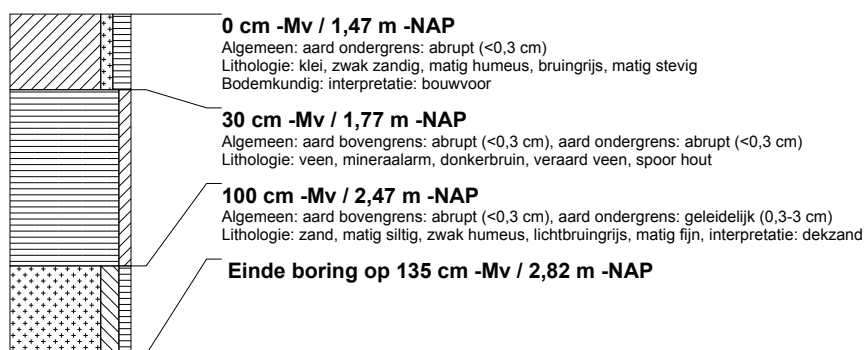 0 cm -Mv / 1,47 m -NAP
Algemeen: aard ondergrens: abrupt (<0,3 cm)
Lithologie: klei, zwak zandig, matig humeus, bruingrijs, matig stevig
Bodemkundig: interpretatie: bouwvoor
30 cm -Mv / 1,77 m -NAP
Algemeen: aard bovengrens: abrupt (<0,3 cm), aard ondergrens: abrupt (<0,3 cm)
Lithologie: veen, mineraalarm, donkerbruin, veraard veen, spoor hout
100 cm -Mv / 2,47 m -NAP
Algemeen: aard bovengrens: abrupt (<0,3 cm), aard ondergrens: geleidelijk (0,3-3 cm)
Lithologie: zand, matig siltig, zwak humeus, lichtbruingrijs, matig fijn, interpretatie: dekzand
Einde boring op 135 cm -Mv / 2,82 m -NAP